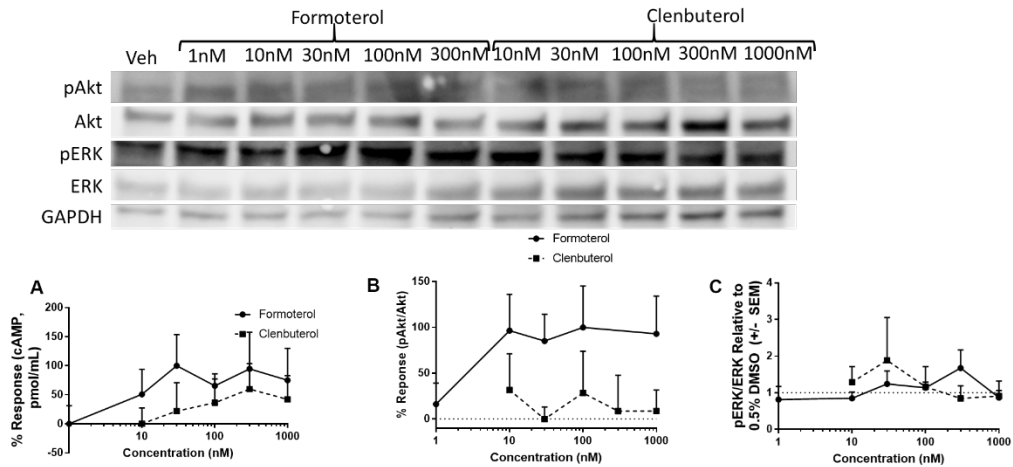 Formoterol Clenbuterol
Veh 1nM 10nM 30nM 100nM 300nM 10nM 30nM 100nM 300nM 1000nM
pAkt
Akt
pERK
ERK
GAPDH
Formoterol
Clenbuterol
A
% Response (cAMP,
pmol/mL)
200
150
100
50
0
-50
1 10 100 1000
Concentration (nM)
Formoterol
Clenbuterol
B
% Response (pAkt/Akt)
150
100
50
0
1 10 100 1000
Concentration (nM)
C
pERK/ERK Relative to
0.5% DMSO (+/- SEM)
4
3
2
1
0
1 10 100 1000
Concentration (nM)